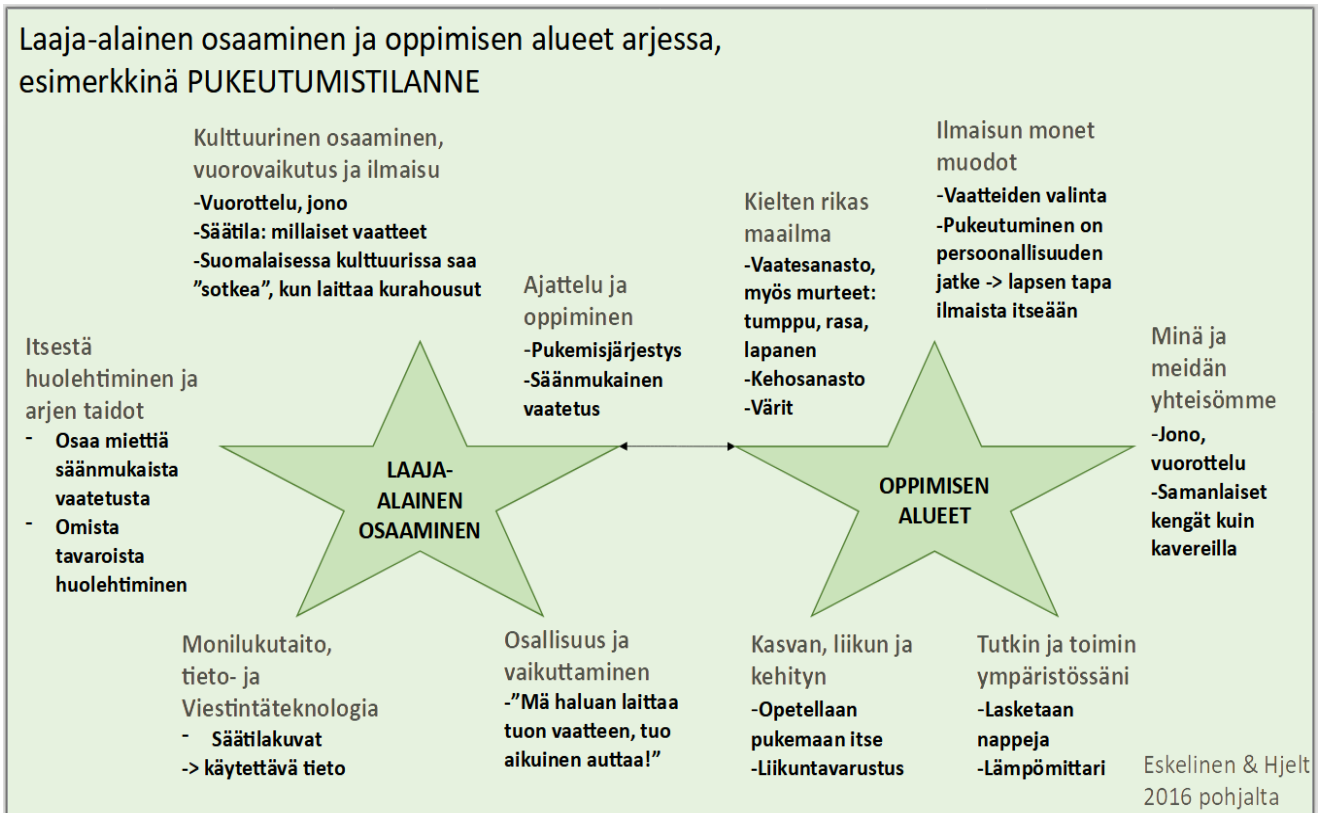 Laaja-alainen osaaminen ja oppimisen alueet arjessa,
esimerkkinä PUKEUTUMISTILANNE
Kulttuurinen osaaminen,
vuorovaikutus ja ilmaisu
-Vuorottelu, jono
-Säätila: millaiset vaatteet
-Suomalaisessa kulttuurissa saa
”sotkea”, kun laittaa kurahousut
Ajattelu ja
oppiminen
-Pukemisjärjestys
-Säänmukainen
vaatetus
Itsestä
huolehtiminen ja
arjen taidot
- Osaa miettiä
säänmukaista
vaatetusta
- Omista
tavaroista
huolehtiminen
LAAJA-
ALAINEN
OSAAMINEN
Monilukutaito,
tieto- ja
Viestintäteknologia
- Säätilakuvat
-> käytettävä tieto
Osallisuus ja
vaikuttaminen
-”Mä haluan laittaa
tuon vaatteen, tuo
aikuinen auttaa!”
Kielten rikas
maailma
-Vaatesanasto,
myös murteet:
tumppu, rasa,
lapanen
-Kehosanasto
-Värit
Ilmaisun monet
muodot
-Vaatteiden valinta
-Pukeutuminen on
persoonallisuuden
jatke -> lapsen tapa
ilmaista itseään
Minä ja
meidän
yhteisömme
-Jono,
vuorottelu
-Samanlaiset
kengät kuin
kavereilla
OPPIMISEN
ALUEET
Kasvan, liikun ja
kehityn
-Opetellaan
pukemaan itse
-Liikuntavarustus
Tutkin ja toimin
ympäristössäni
-Lasketaan
nappeja
-Lämpömittari
Eskelinen & Hjelt
2016 pohjalta